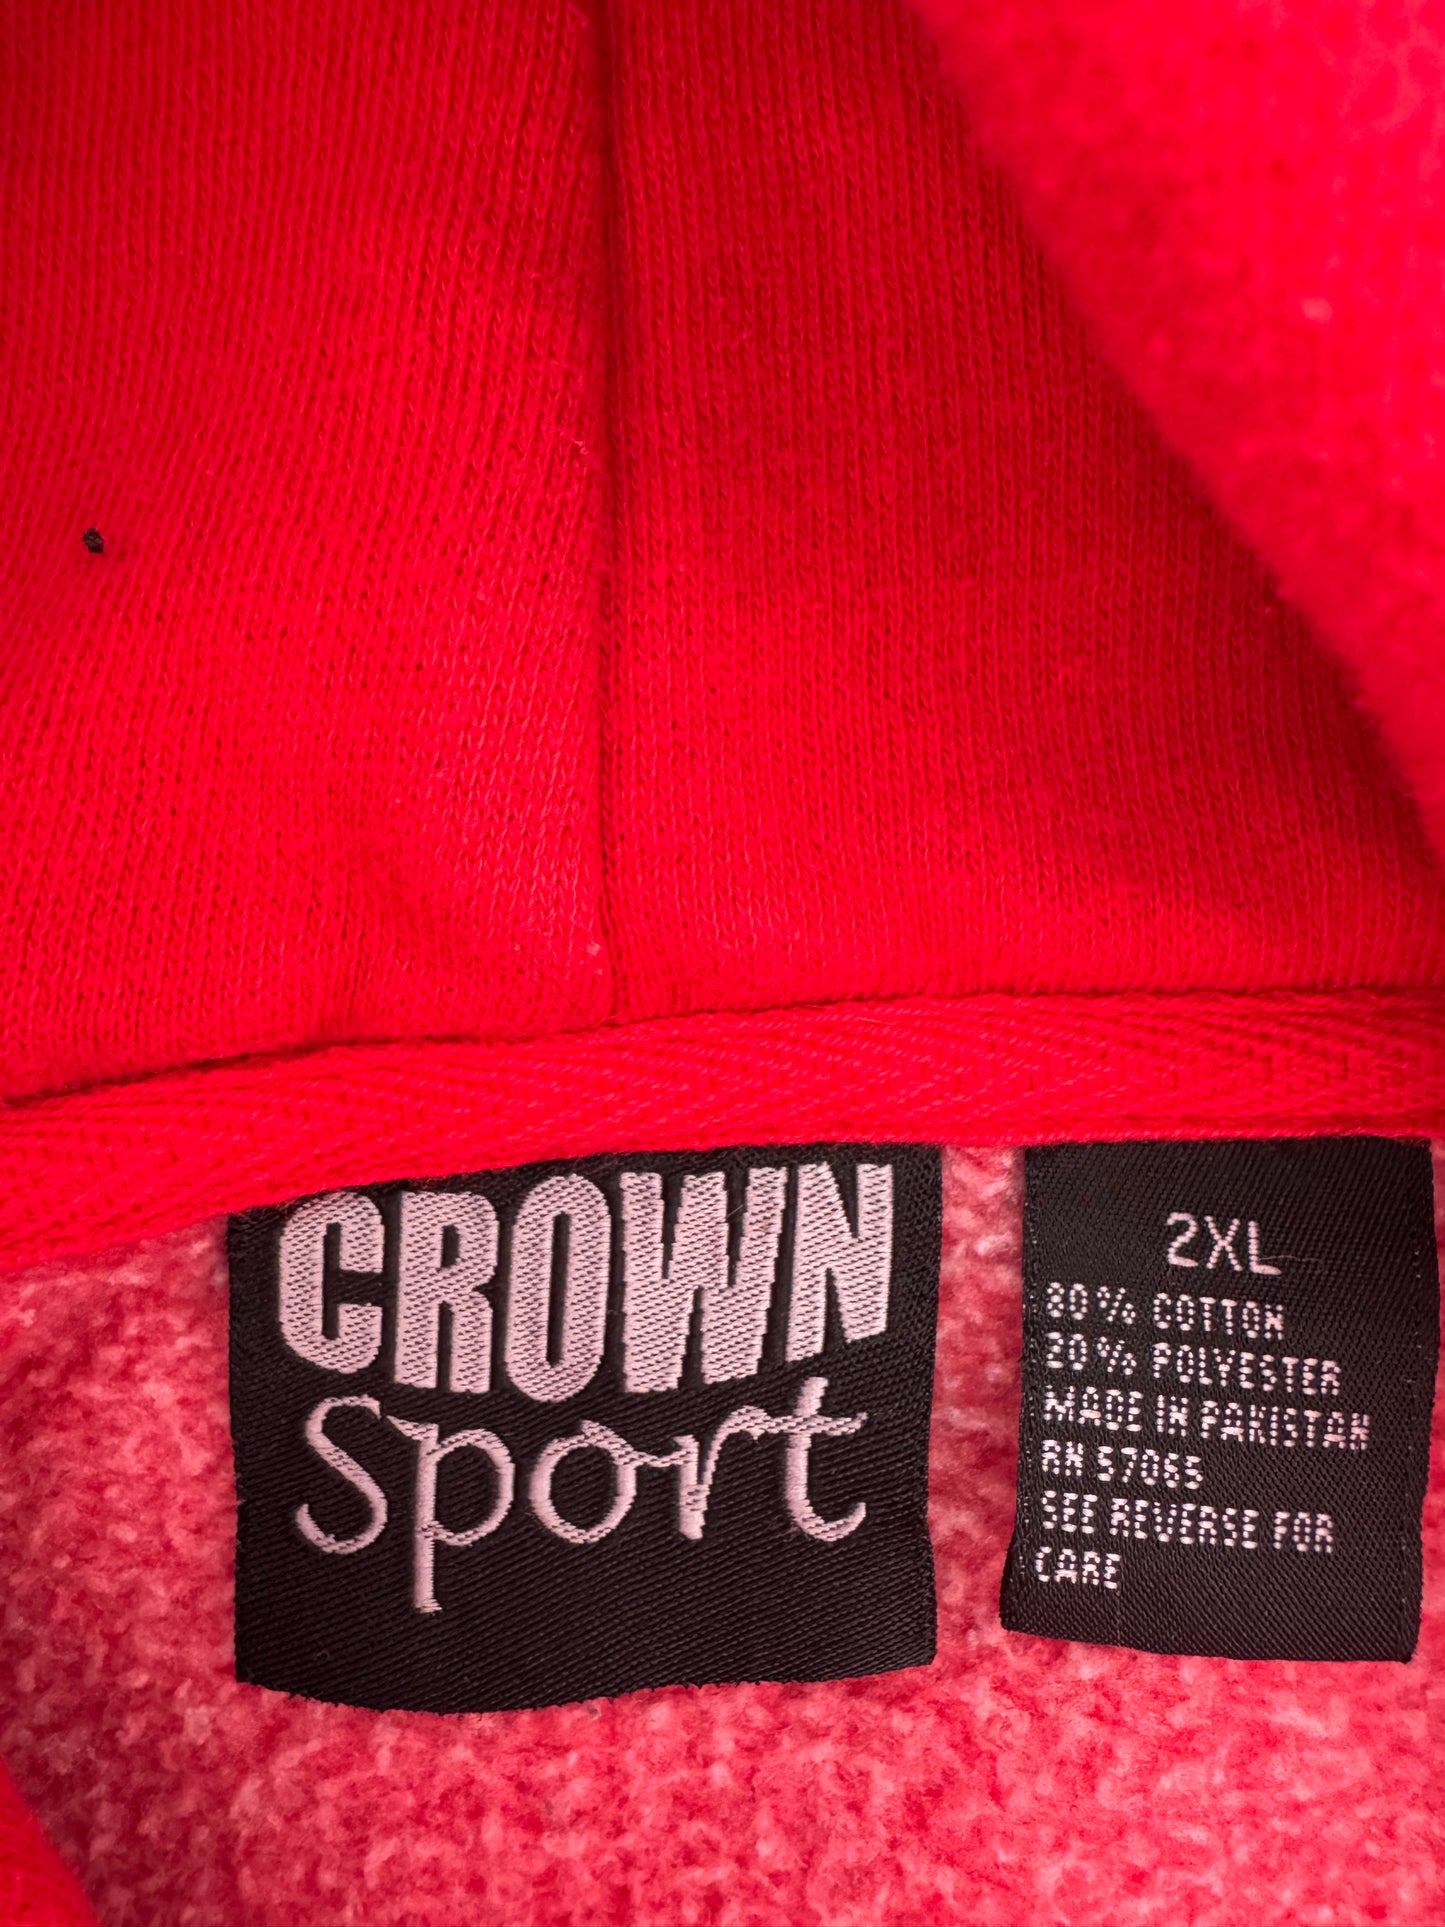 CROWN
Sport
2XL
80% COTTON
20% POLYESTER
MADE IN PAKISTAN
RN 57065
SEE REVERSE FOR
CARE